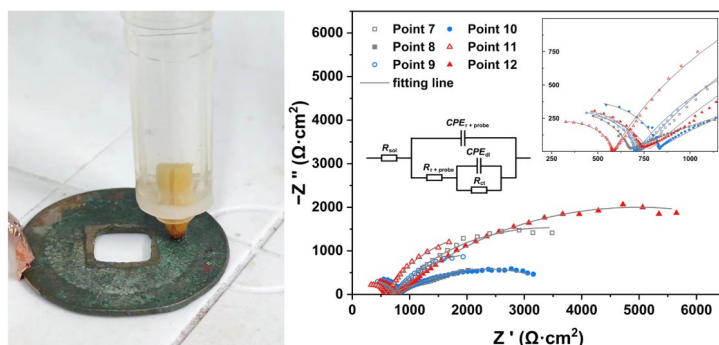 6500
6000
5000
4000
3000
2000
1000
0
−Z '' (Ω·cm²)
0 1000 2000 3000 4000 5000 6000 6500
Z ' (Ω·cm²)
Point 7 Point 10
Point 8 Point 11
Point 9 Point 12
fitting line
CPEr + probe
Rsol
CPEdl
Rr + probe
Rct
750
500
250
250 500 750 1000